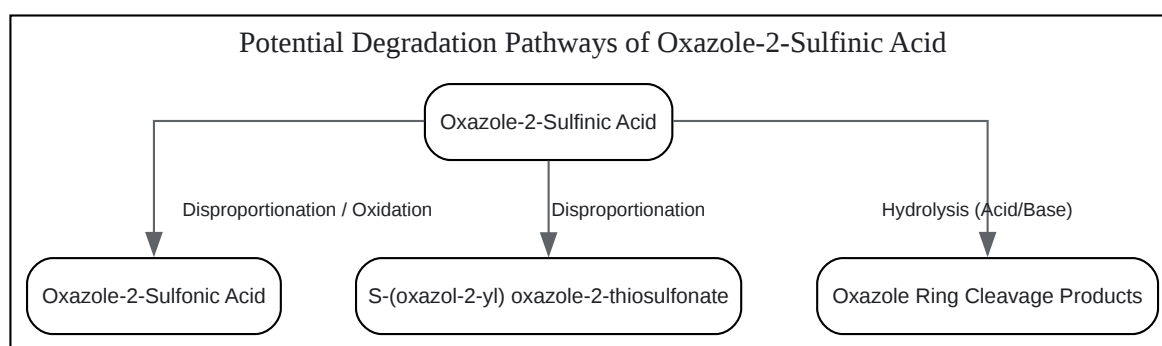 Potential Degradation Pathways of Oxazole-2-Sulfinic Acid
Oxazole-2-Sulfinic Acid
Disproportionation / Oxidation
Disproportionation
Hydrolysis (Acid/Base)
Oxazole-2-Sulfonic Acid
S-(oxazol-2-yl) oxazole-2-thiosulfonate
Oxazole Ring Cleavage Products